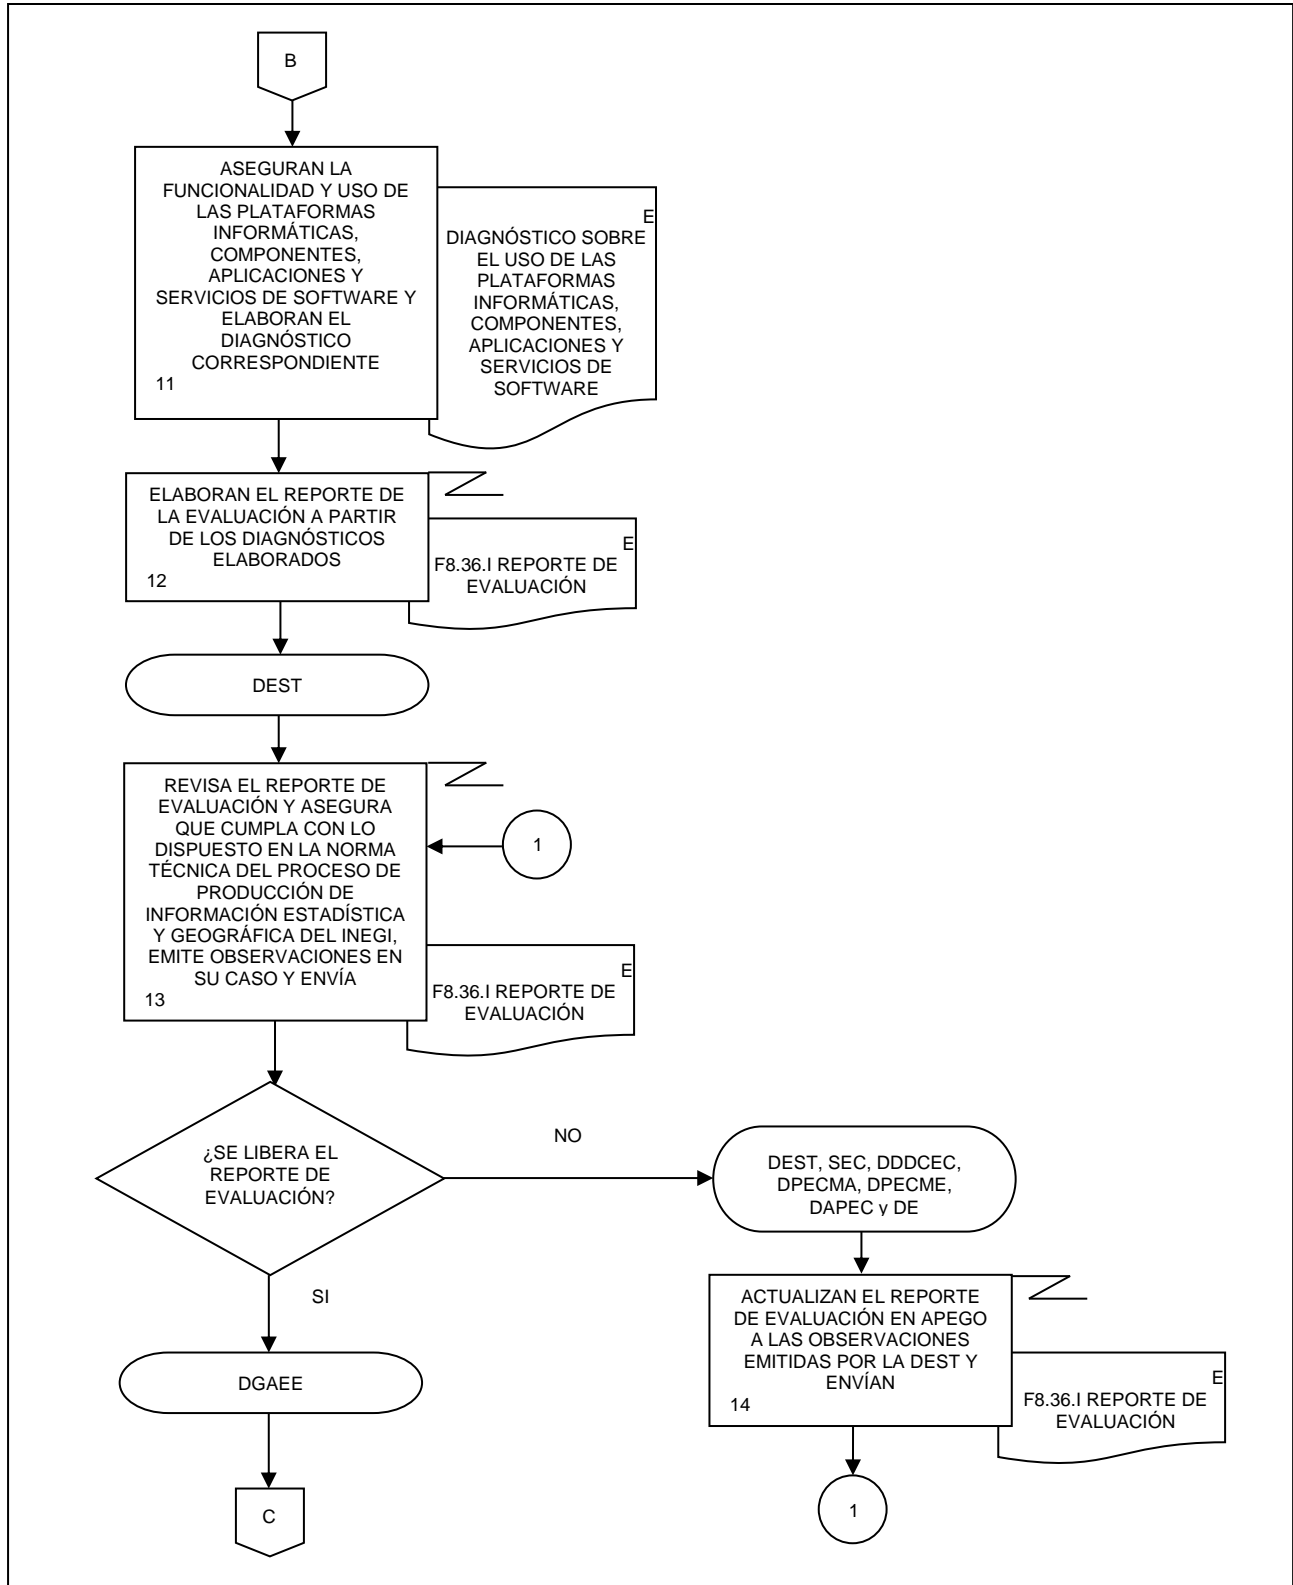 B
ASEGURAN LA
FUNCIONALIDAD Y USO DE
LAS PLATAFORMAS
INFORMÁTICAS,
COMPONENTES,
APLICACIONES Y
SERVICIOS DE SOFTWARE Y
ELABORAN EL
DIAGNÓSTICO
CORRESPONDIENTE
11
E
DIAGNÓSTICO SOBRE
EL USO DE LAS
PLATAFORMAS
INFORMÁTICAS,
COMPONENTES,
APLICACIONES Y
SERVICIOS DE
SOFTWARE
ELABORAN EL REPORTE DE
LA EVALUACIÓN A PARTIR
DE LOS DIAGNÓSTICOS
ELABORADOS
12
E
F8.36.I REPORTE DE
EVALUACIÓN
DEST
REVISA EL REPORTE DE
EVALUACIÓN Y ASEGURA
QUE CUMPLA CON LO
DISPUESTO EN LA NORMA
TÉCNICA DEL PROCESO DE
PRODUCCIÓN DE
INFORMACIÓN ESTADÍSTICA
Y GEOGRÁFICA DEL INEGI,
EMITE OBSERVACIONES EN
SU CASO Y ENVÍA
13
1
E
F8.36.I REPORTE DE
EVALUACIÓN
¿SE LIBERA EL
REPORTE DE
EVALUACIÓN?
NO
DEST, SEC, DDDCEC,
DPECMA, DPECME,
DAPEC y DE
SI
ACTUALIZAN EL REPORTE
DE EVALUACIÓN EN APEGO
A LAS OBSERVACIONES
EMITIDAS POR LA DEST Y
ENVÍAN
14
E
F8.36.I REPORTE DE
EVALUACIÓN
DGAEE
C
1